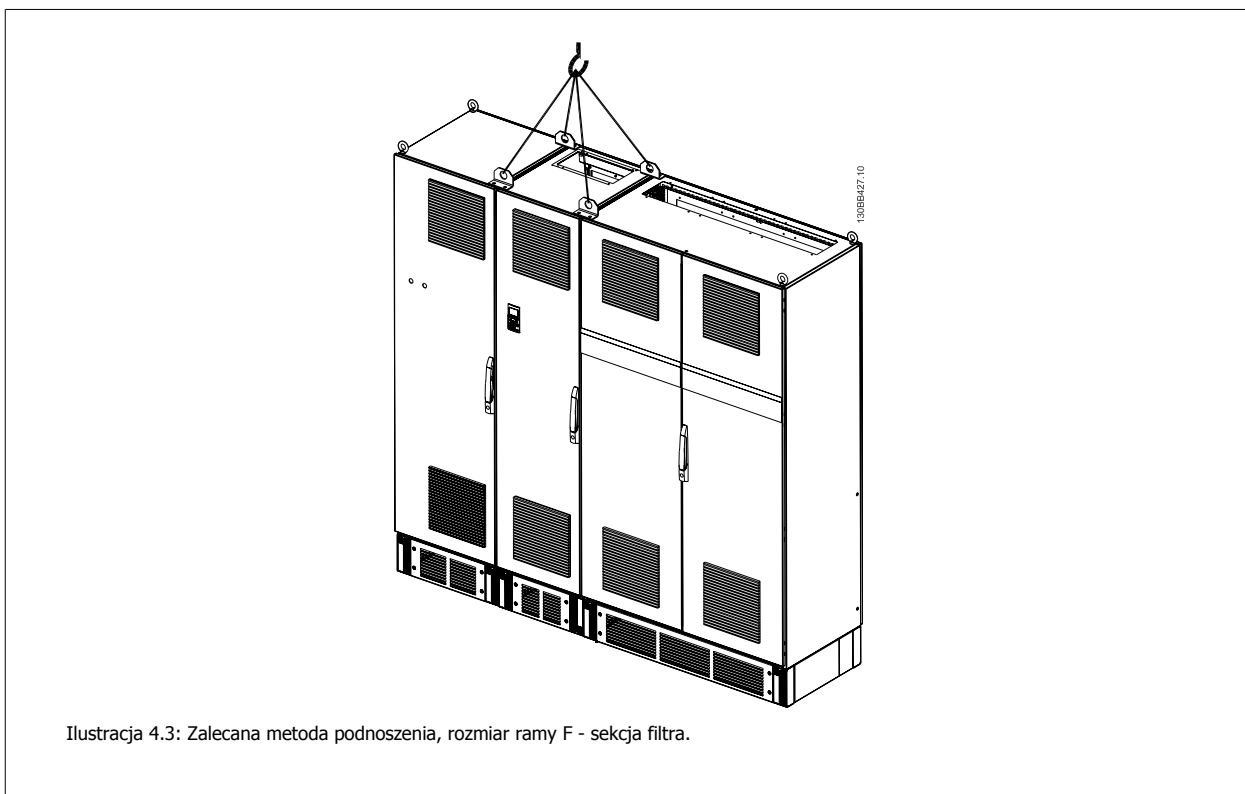 130BB427.10
Ilustracja 4.3: Zalecana metoda podnoszenia, rozmiar ramy F - sekcja filtra.